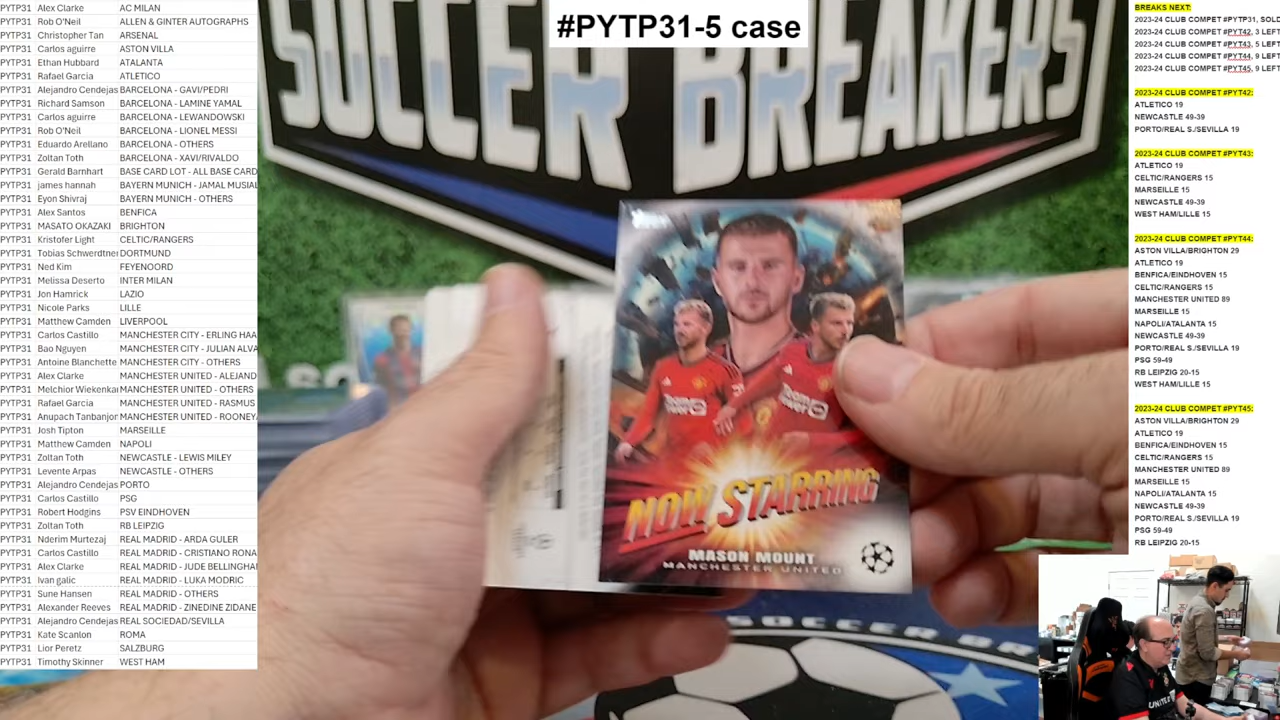 #PYTP31-5 case
PYTP31 Alex Clarke AC MILAN
PYTP31 Rob O'Neil ALLEN & GINTER AUTOGRAPHS
PYTP31 Christopher Tan ARSENAL
PYTP31 Carlos aguirre ASTON VILLA
PYTP31 Ethan Hubbard ATALANTA
PYTP31 Rafael Garcia ATLETICO
PYTP31 Alejandro Cendejas BARCELONA - GAVI/PEDRI
PYTP31 Richard Samson BARCELONA - LAMINE YAMAL
PYTP31 Carlos aguirre BARCELONA - LEWANDOWSKI
PYTP31 Rob O'Neil BARCELONA - LIONEL MESSI
PYTP31 Eduardo Arellano BARCELONA - OTHERS
PYTP31 Zoltan Toth BARCELONA - XAVI/RIVALDO
PYTP31 Gerald Barnhart BASE CARD LOT - ALL BASE CARD
PYTP31 james hannah BAYERN MUNICH - JAMAL MUSIAL
PYTP31 Eyon Shivraj BAYERN MUNICH - OTHERS
PYTP31 Alex Santos BENFICA
PYTP31 MASATO OKAZAKI BRIGHTON
PYTP31 Kristofer Light CELTIC/RANGERS
PYTP31 Tobias Schwerdtner DORTMUND
PYTP31 Ned Kim FEYENOORD
PYTP31 Melissa Deserto INTER MILAN
PYTP31 Jon Hamrick LAZIO
PYTP31 Nicole Parks LILLE
PYTP31 Matthew Camden LIVERPOOL
PYTP31 Carlos Castillo MANCHESTER CITY - ERLING HAA
PYTP31 Bao Nguyen MANCHESTER CITY - JULIAN ALVA
PYTP31 Antoine Blanchette MANCHESTER CITY - OTHERS
PYTP31 Alex Clarke MANCHESTER UNITED - ALEJAND
PYTP31 Melchior Wiekenkar MANCHESTER UNITED - OTHERS
PYTP31 Rafael Garcia MANCHESTER UNITED - RASMUS
PYTP31 Anupach Tanbanjor MANCHESTER UNITED - ROONEY
PYTP31 Josh Tipton MARSEILLE
PYTP31 Matthew Camden NAPOLI
PYTP31 Zoltan Toth NEWCASTLE - LEWIS MILEY
PYTP31 Levente Arpas NEWCASTLE - OTHERS
PYTP31 Alejandro Cendejas PORTO
PYTP31 Carlos Castillo PSG
PYTP31 Robert Hodgins PSV EINDHOVEN
PYTP31 Zoltan Toth RB LEIPZIG
PYTP31 Nderim Murtezaj REAL MADRID - ARDA GULER
PYTP31 Carlos Castillo REAL MADRID - CRISTIANO RONA
PYTP31 Alex Clarke REAL MADRID - JUDE BELLINGHA
PYTP31 Ivan galic REAL MADRID - LUKA MODRIC
PYTP31 Sune Hansen REAL MADRID - OTHERS
PYTP31 Alexander Reeves REAL MADRID - ZINEDINE ZIDANE
PYTP31 Alejandro Cendejas REAL SOCIEDAD/SEVILLA
PYTP31 Kate Scanlon ROMA
PYTP31 Lior Peretz SALZBURG
PYTP31 Timothy Skinner WEST HAM
SOCCER BREAKERS
NOW STARRING
MASON MOUNT
MANCHESTER UNITED
BREAKS NEXT:
2023-24 CLUB COMPET #PYTP31, SOLD
2023-24 CLUB COMPET #PYT42, 3 LEFT
2023-24 CLUB COMPET #PYT43, 5 LEFT
2023-24 CLUB COMPET #PYT44, 9 LEFT
2023-24 CLUB COMPET #PYT45, 9 LEFT
2023-24 CLUB COMPET #PYT42:
ATLETICO 19
NEWCASTLE 49-39
PORTO/REAL S./SEVILLA 19
2023-24 CLUB COMPET #PYT43:
ATLETICO 19
CELTIC/RANGERS 15
MARSEILLE 15
NEWCASTLE 49-39
WEST HAM/LILLE 15
2023-24 CLUB COMPET #PYT44:
ASTON VILLA/BRIGHTON 29
ATLETICO 19
BENFICA/EINDHOVEN 15
CELTIC/RANGERS 15
MANCHESTER UNITED 89
MARSEILLE 15
NAPOLI/ATALANTA 15
NEWCASTLE 49-39
PORTO/REAL S./SEVILLA 19
PSG 59-49
RB LEIPZIG 20-15
WEST HAM/LILLE 15
2023-24 CLUB COMPET #PYT45:
ASTON VILLA/BRIGHTON 29
ATLETICO 19
BENFICA/EINDHOVEN 15
CELTIC/RANGERS 15
MANCHESTER UNITED 89
MARSEILLE 15
NAPOLI/ATALANTA 15
NEWCASTLE 49-39
PORTO/REAL S./SEVILLA 19
PSG 59-49
RB LEIPZIG 20-15